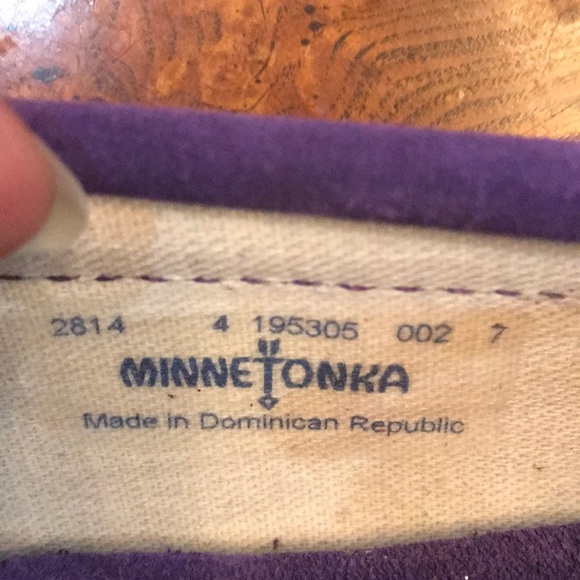 2814 4 195305 002 7
MINNETONKA
Made in Dominican Republic